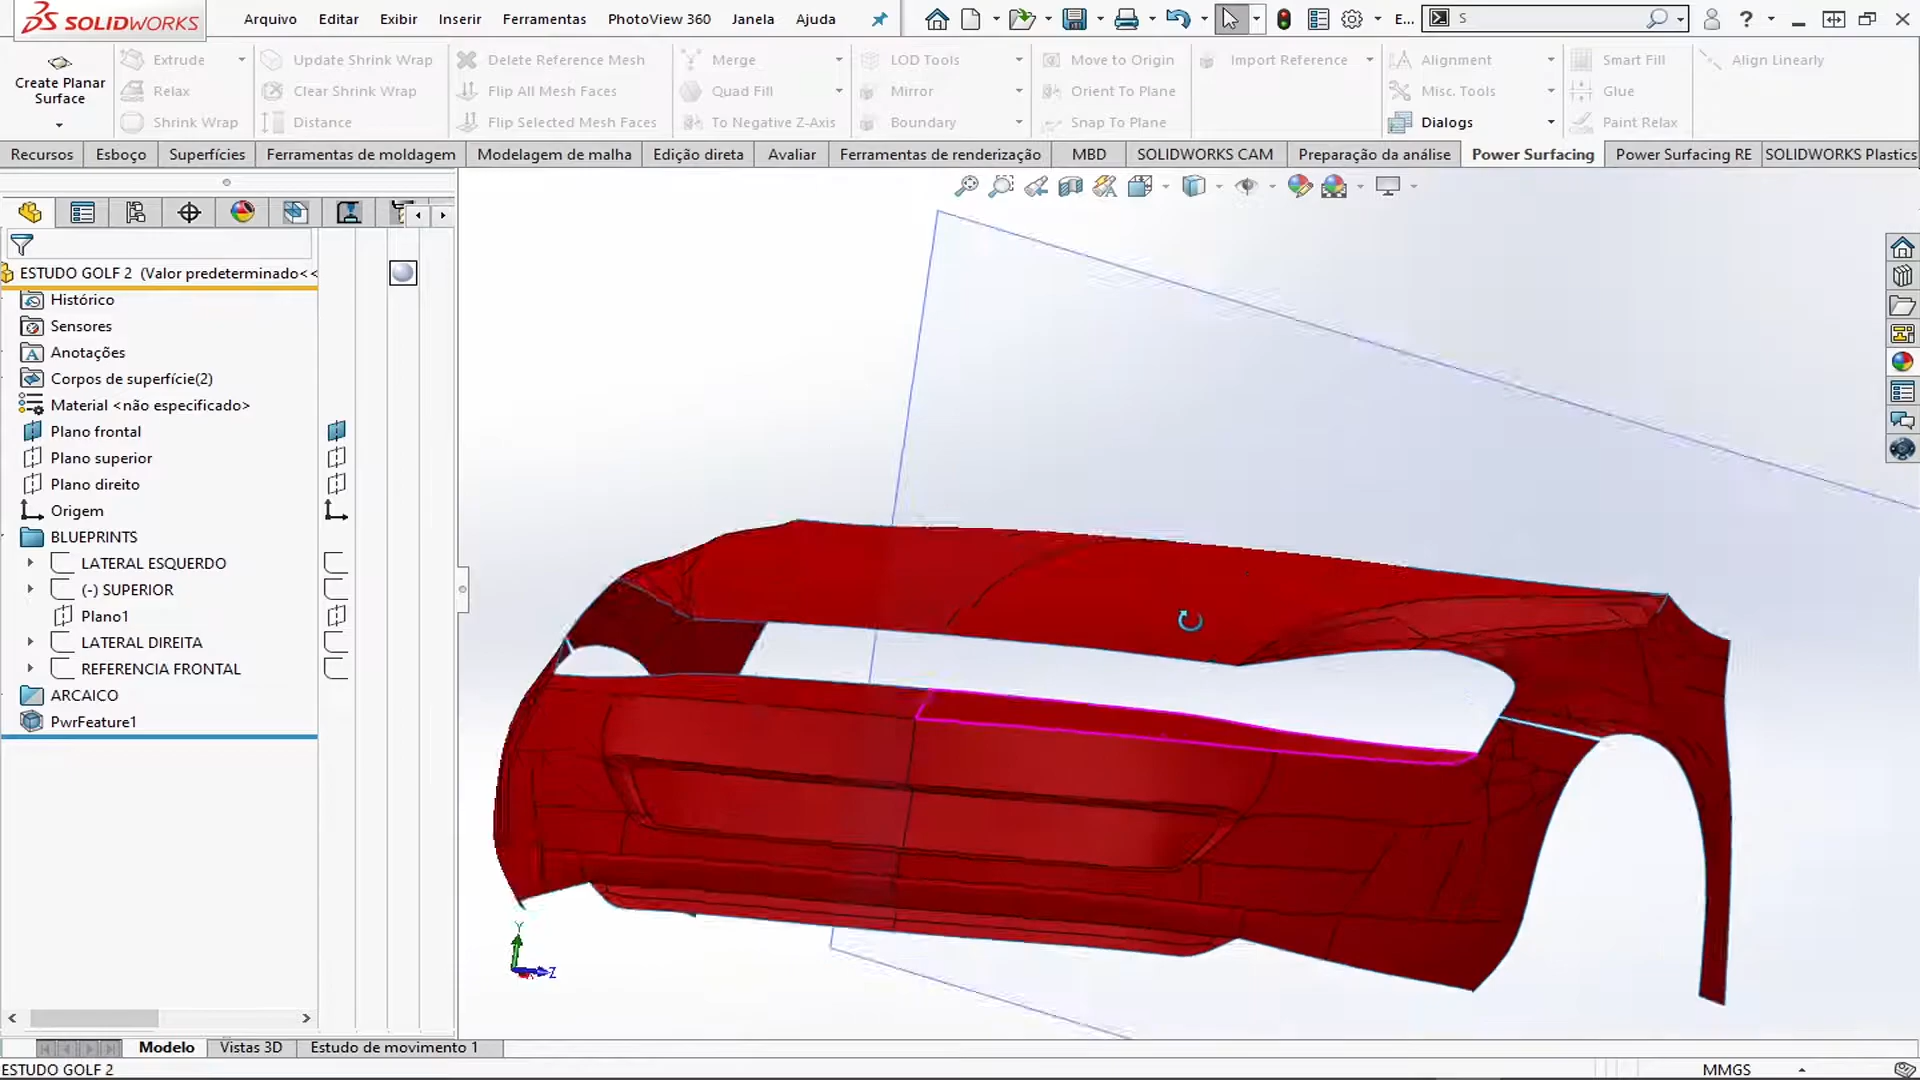 SOLIDWORKS Arquivo Editar Exibir Inserir Ferramentas PhotoView 360 Janela Ajuda E... S
Create Planar Surface
Extrude Update Shrink Wrap Delete Reference Mesh Merge LOD Tools Move to Origin Import Reference Alignment Smart Fill Align Linearly
Relax Clear Shrink Wrap Flip All Mesh Faces Quad Fill Mirror Orient To Plane Misc. Tools Glue
Shrink Wrap Distance Flip Selected Mesh Faces To Negative Z-Axis Boundary Snap To Plane Dialogs Paint Relax
Recursos Esboço Superfícies Ferramentas de moldagem Modelagem de malha Edição direta Avaliar Ferramentas de renderização MBD SOLIDWORKS CAM Preparação da análise Power Surfacing Power Surfacing RE SOLIDWORKS Plastics
ESTUDO GOLF 2 (Valor predeterminado<<
Histórico
Sensores
Anotações
Corpos de superfície(2)
Material <não especificado>
Plano frontal
Plano superior
Plano direito
Origem
BLUEPRINTS
LATERAL ESQUERDO
(-) SUPERIOR
Plano1
LATERAL DIREITA
REFERENCIA FRONTAL
ARCAICO
PwrFeature1
Y
Z
Modelo Vistas 3D Estudo de movimento 1
ESTUDO GOLF 2 MMGS